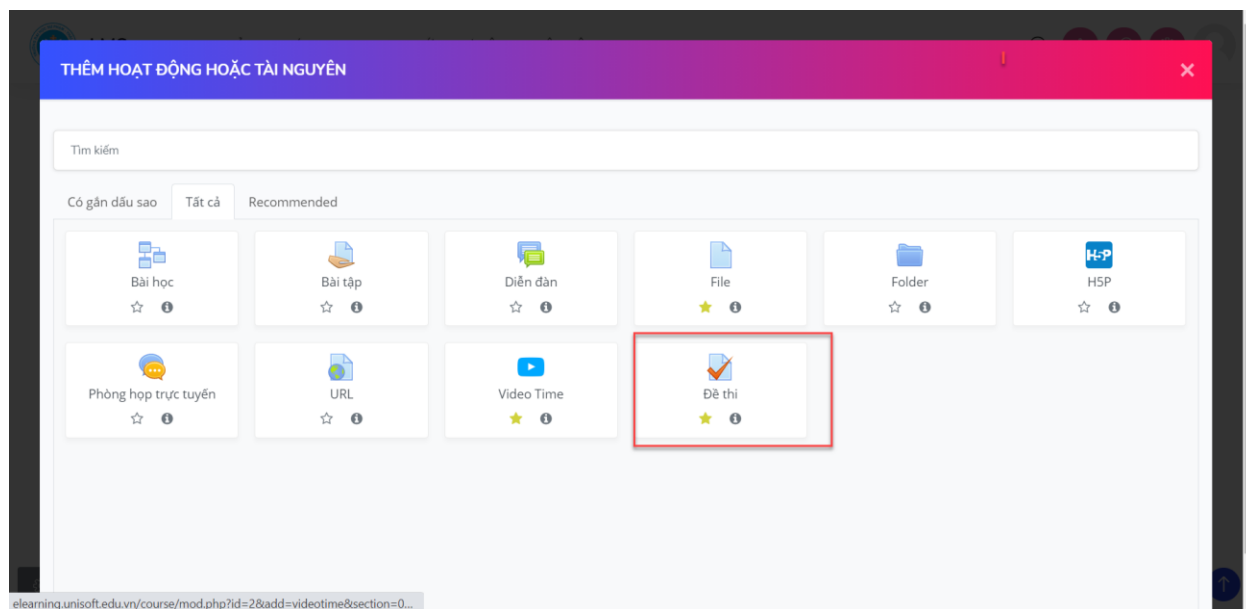 THÊM HOẠT ĐỘNG HOẶC TÀI NGUYÊN
Tìm kiếm
Có gắn dấu sao Tất cả Recommended
Bài học Bài tập Diễn đàn File Folder H5P
Phòng họp trực tuyến URL Video Time Đề thi
elearning.unisoft.edu.vn/course/mod.php?id=2&add=videotime&section=0...